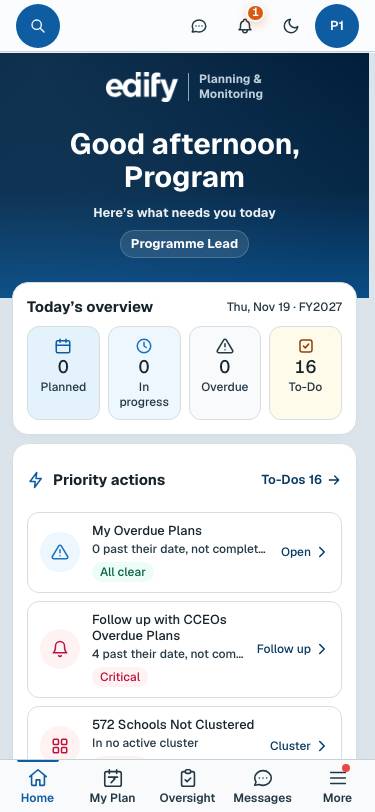 1
P1
edify
Planning &
Monitoring
Good afternoon,
Program
Here's what needs you today
Programme Lead
Today's overview
Thu, Nov 19 · FY2027
0
Planned
0
In
progress
0
Overdue
16
To-Do
Priority actions
To-Dos 16 →
My Overdue Plans
0 past their date, not complet...
Open
All clear
Follow up with CCEOs
Overdue Plans
4 past their date, not com...
Follow up
Critical
572 Schools Not Clustered
In no active cluster
Cluster
Home
My Plan
Oversight
Messages
More